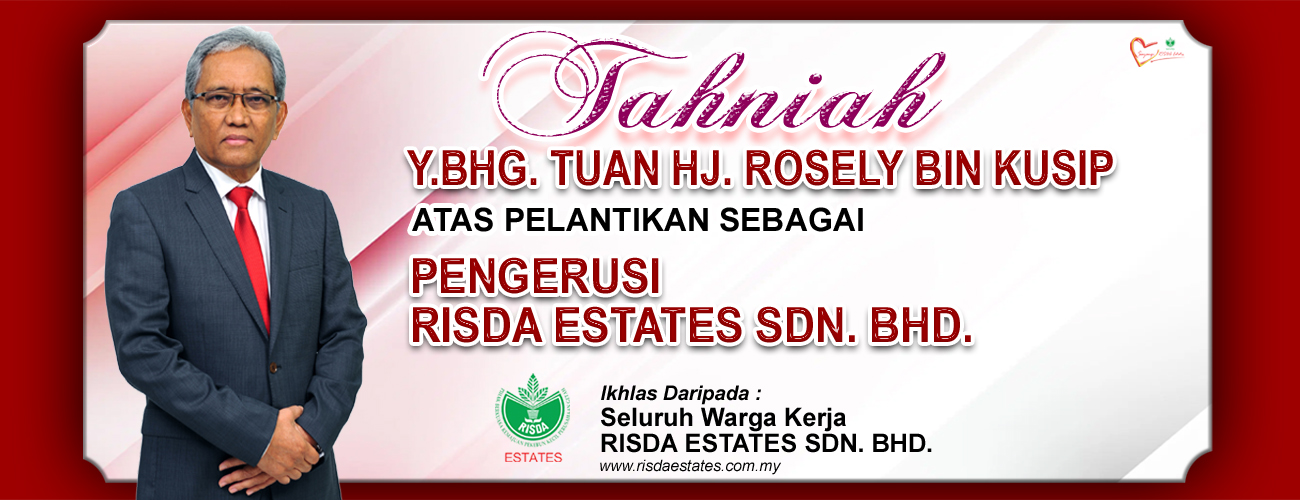 Tahniah
Y.BHG. TUAN HJ. ROSELY BIN KUSIP
ATAS PELANTIKAN SEBAGAI
PENGERUSI
RISDA ESTATES SDN. BHD.
RISDA
ESTATES
Ikhlas Daripada :
Seluruh Warga Kerja
RISDA ESTATES SDN. BHD.
www.risdaestates.com.my